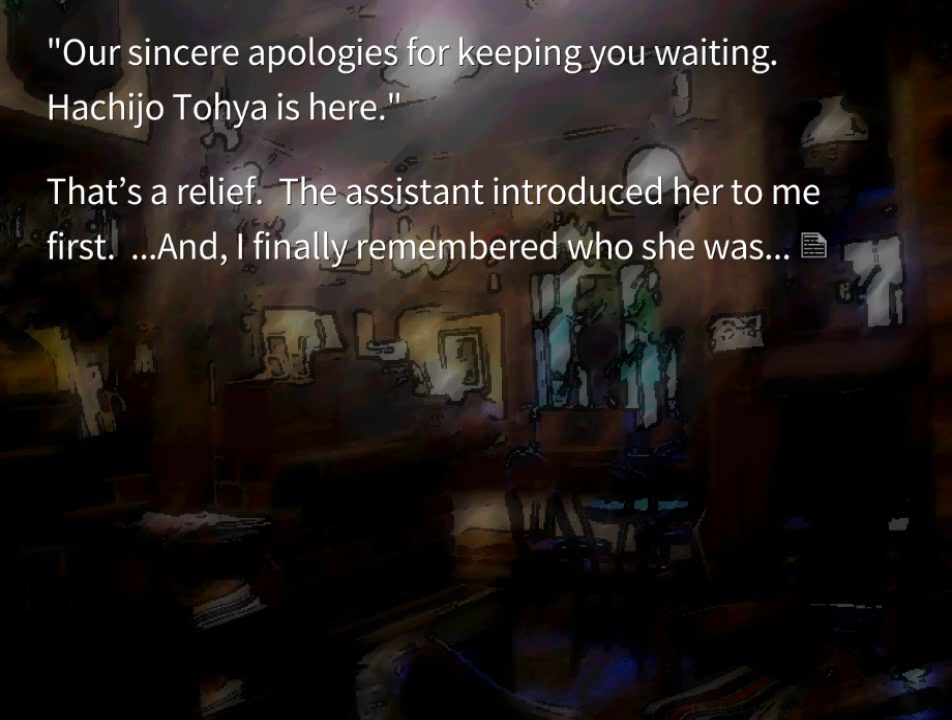 "Our sincere apologies for keeping you waiting.
Hachijo Tohya is here."
That’s a relief.  The assistant introduced her to me
first.  ...And, I finally remembered who she was...